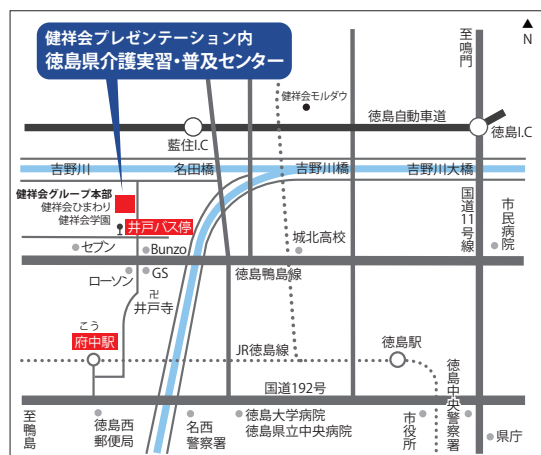 健祥会プレゼンテーション内
徳島県介護実習・普及センター
至鳴門
N
健祥会モルダウ
徳島自動車道
藍住I.C
徳島I.C
吉野川
名田橋
吉野川橋
吉野川大橋
健祥会グループ本部
健祥会ひまわり
健祥会学園
井戸バス停
国道11号線
市民病院
セブン
Bunzo
城北高校
徳島鴨島線
ローソン
GS
卍
井戸寺
こう
府中駅
JR徳島線
徳島駅
国道192号
至鴨島
徳島西
郵便局
名西
警察署
徳島大学病院
徳島県立中央病院
市役所
徳島中央警察署
県庁